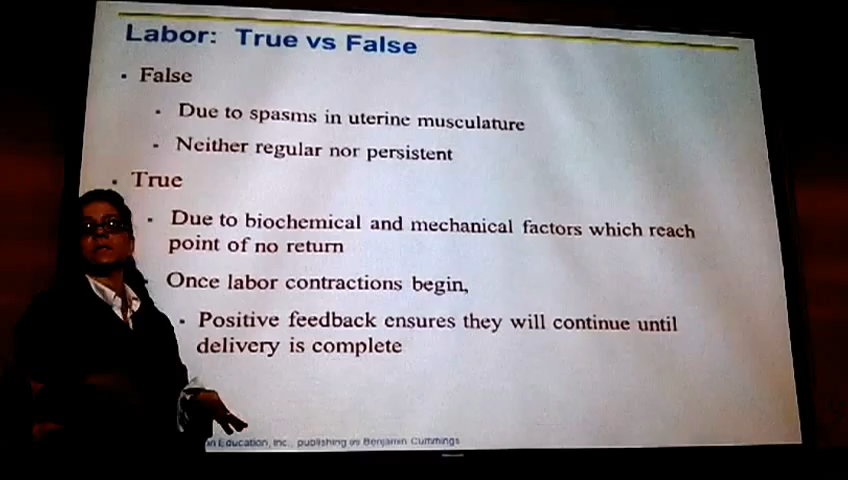 Labor: True vs False
• False
• Due to spasms in uterine musculature
• Neither regular nor persistent
• True
• Due to biochemical and mechanical factors which reach
point of no return
Once labor contractions begin,
• Positive feedback ensures they will continue until
delivery is complete
Education, Inc., publishing as Benjamin Cummings